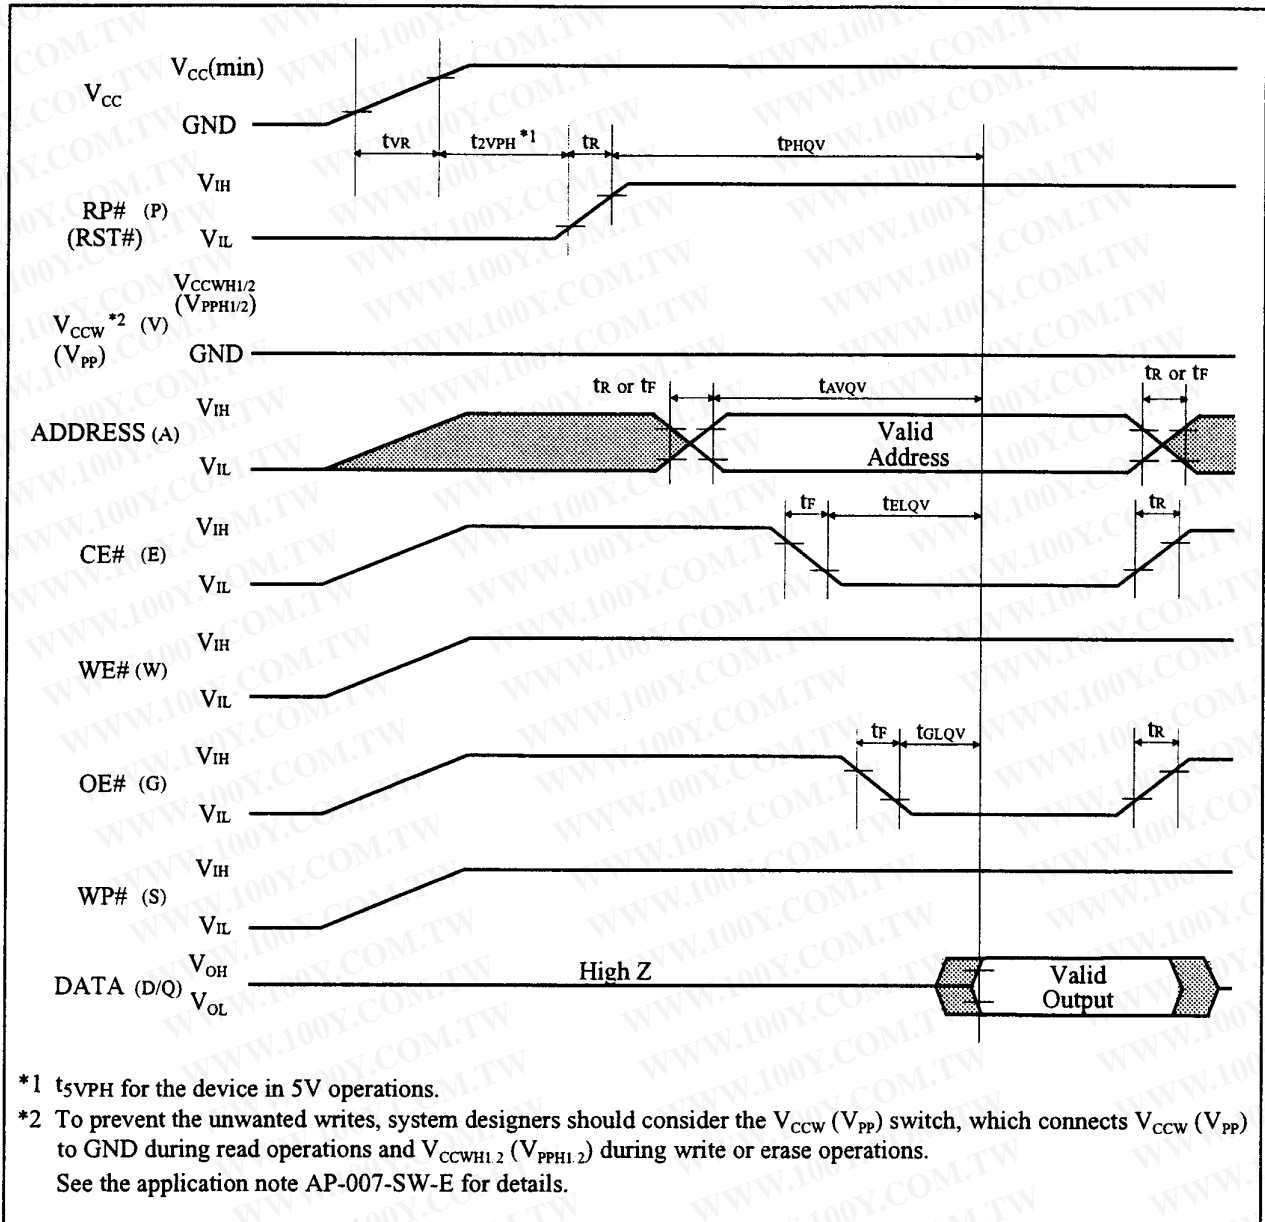 VCC
VCC(min)
GND
tVR
t2VPH *1
tR
tPHQV
RP# (P)
(RST#)
VIH
VIL
VCCW *2 (V)
(VPP)
VCCWH1/2
(VPPH1/2)
GND
tR or tF
tAVQV
tR or tF
ADDRESS (A)
VIH
VIL
Valid
Address
CE# (E)
VIH
VIL
tF
tELQV
tR
WE# (W)
VIH
VIL
OE# (G)
VIH
VIL
tF
tGLQV
tR
WP# (S)
VIH
VIL
DATA (D/Q)
VOH
VOL
High Z
Valid
Output
*1 t5VPH for the device in 5V operations.
*2 To prevent the unwanted writes, system designers should consider the VCCW (VPP) switch, which connects VCCW (VPP)
to GND during read operations and VCCWH1.2 (VPPH1.2) during write or erase operations.
See the application note AP-007-SW-E for details.
WWW.100Y.COM.TW